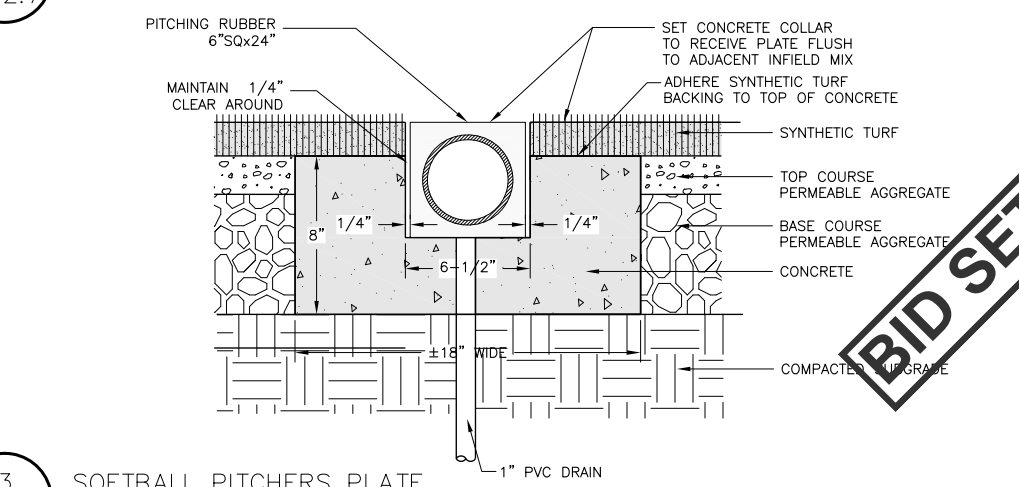 2.7
PITCHING RUBBER
6"SQx24"
SET CONCRETE COLLAR
TO RECEIVE PLATE FLUSH
TO ADJACENT INFIELD MIX
MAINTAIN 1/4"
CLEAR AROUND
ADHERE SYNTHETIC TURF
BACKING TO TOP OF CONCRETE
SYNTHETIC TURF
TOP COURSE
PERMEABLE AGGREGATE
BASE COURSE
PERMEABLE AGGREGATE
1/4"
1/4"
8"
6-1/2"
CONCRETE
±18" WIDE
COMPACTED SUBGRADE
BID SET
1" PVC DRAIN
3
SOFTBALL PITCHERS PLATE